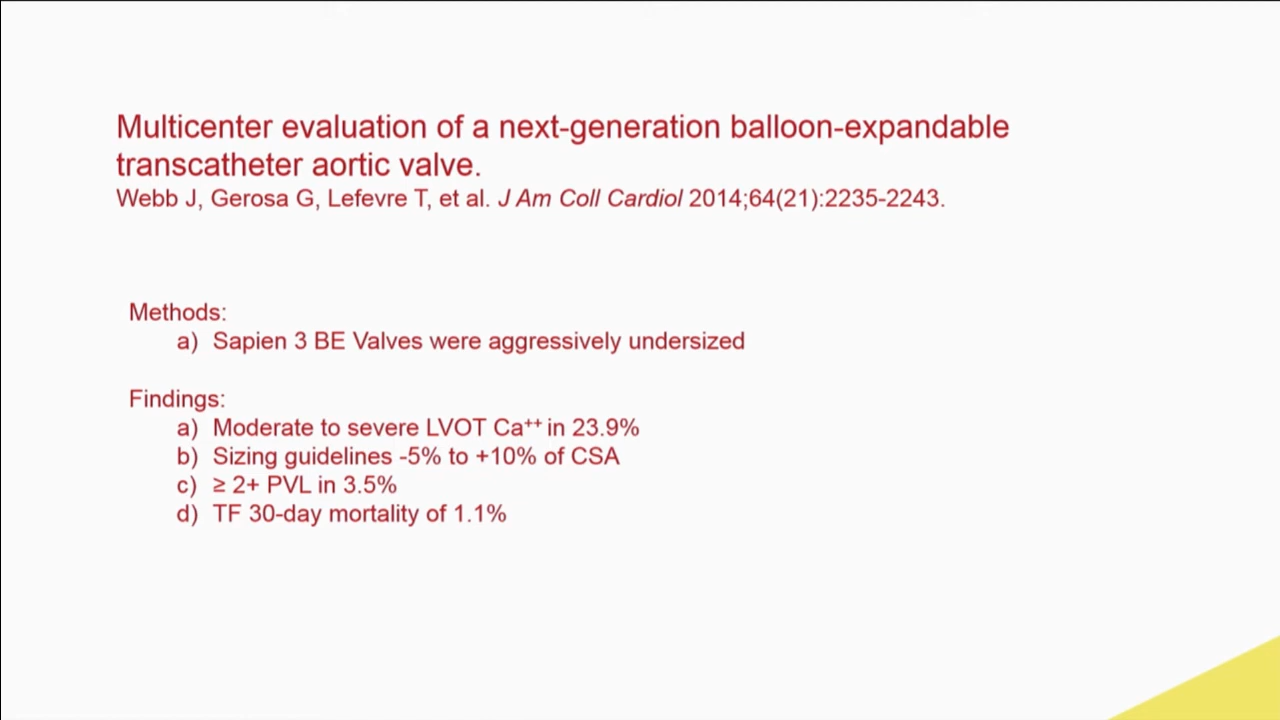 Multicenter evaluation of a next-generation balloon-expandable
transcatheter aortic valve.
Webb J, Gerosa G, Lefevre T, et al. J Am Coll Cardiol 2014;64(21):2235-2243.
Methods:
a) Sapien 3 BE Valves were aggressively undersized
Findings:
a) Moderate to severe LVOT Ca⁺⁺ in 23.9%
b) Sizing guidelines -5% to +10% of CSA
c) ≥ 2+ PVL in 3.5%
d) TF 30-day mortality of 1.1%